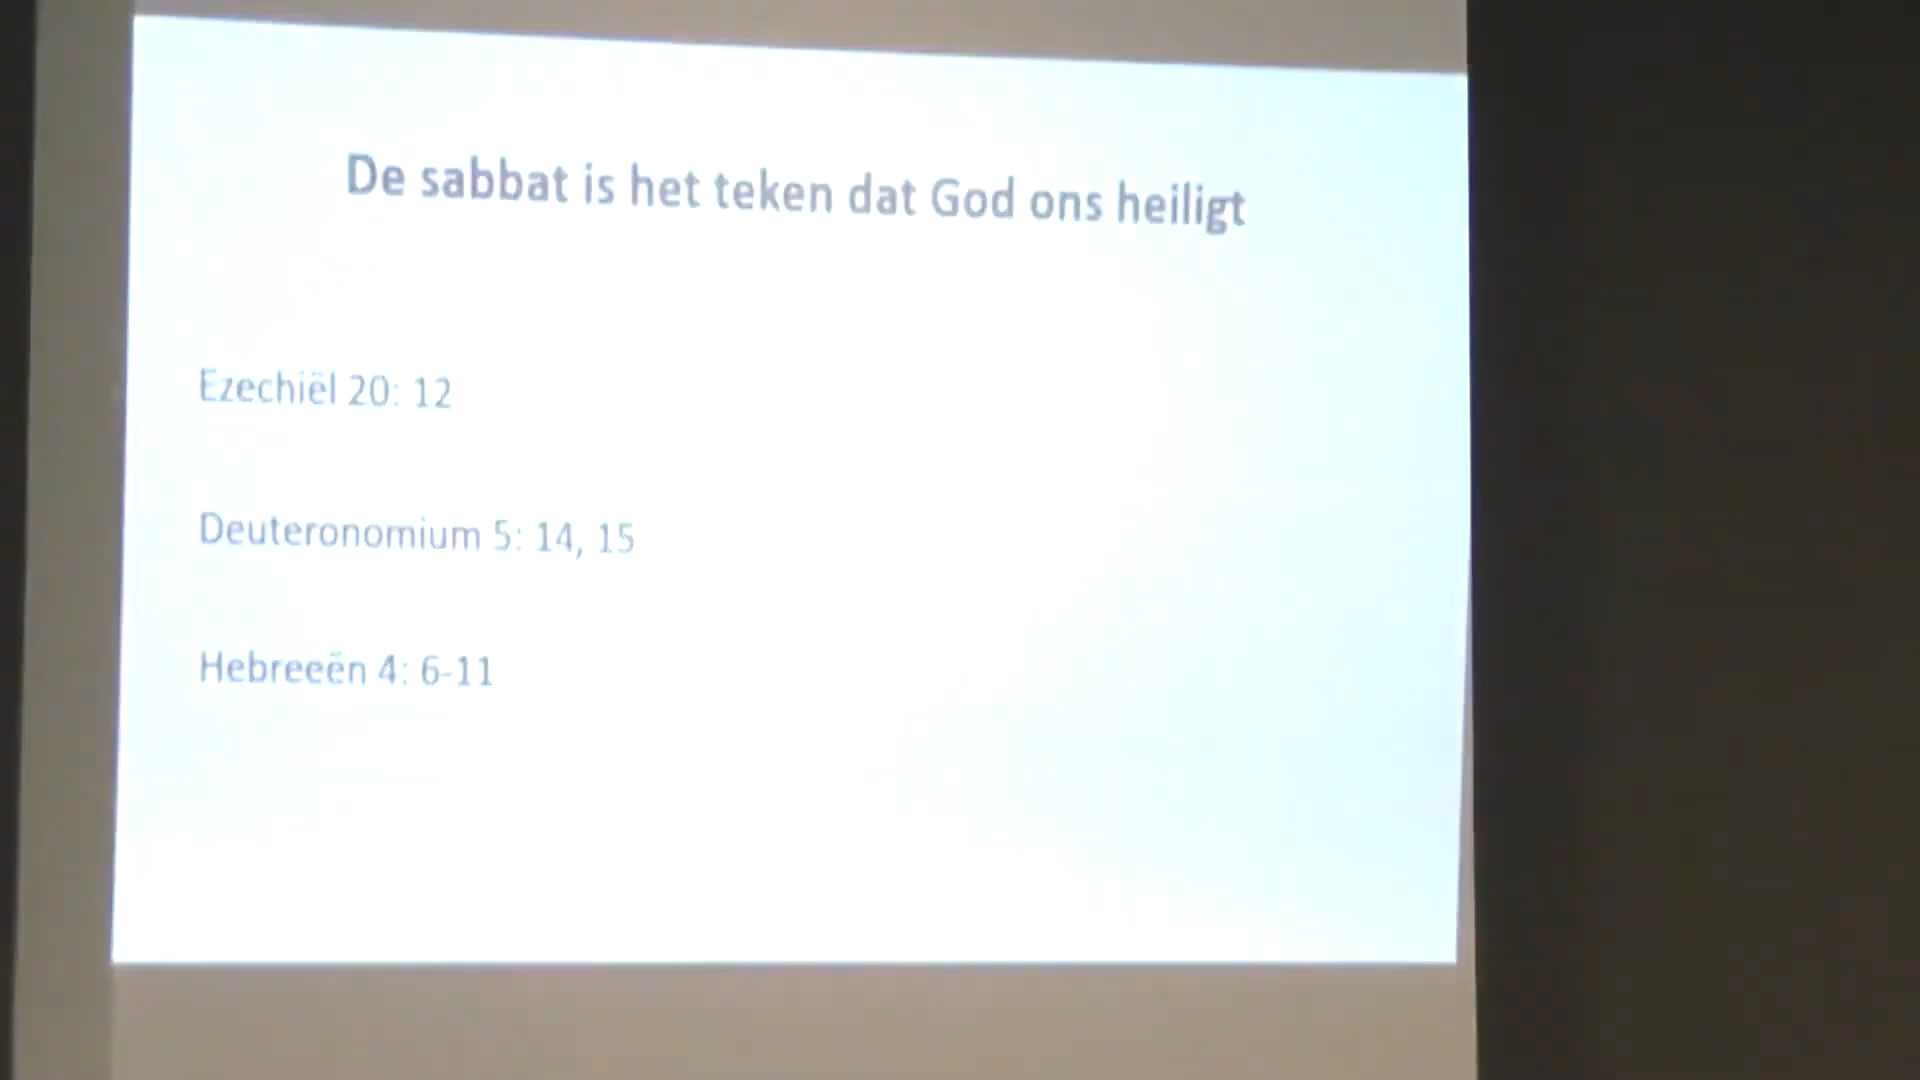 De sabbat is het teken dat God ons heiligt
Ezechiël 20: 12
Deuteronomium 5: 14, 15
Hebreeën 4: 6-11